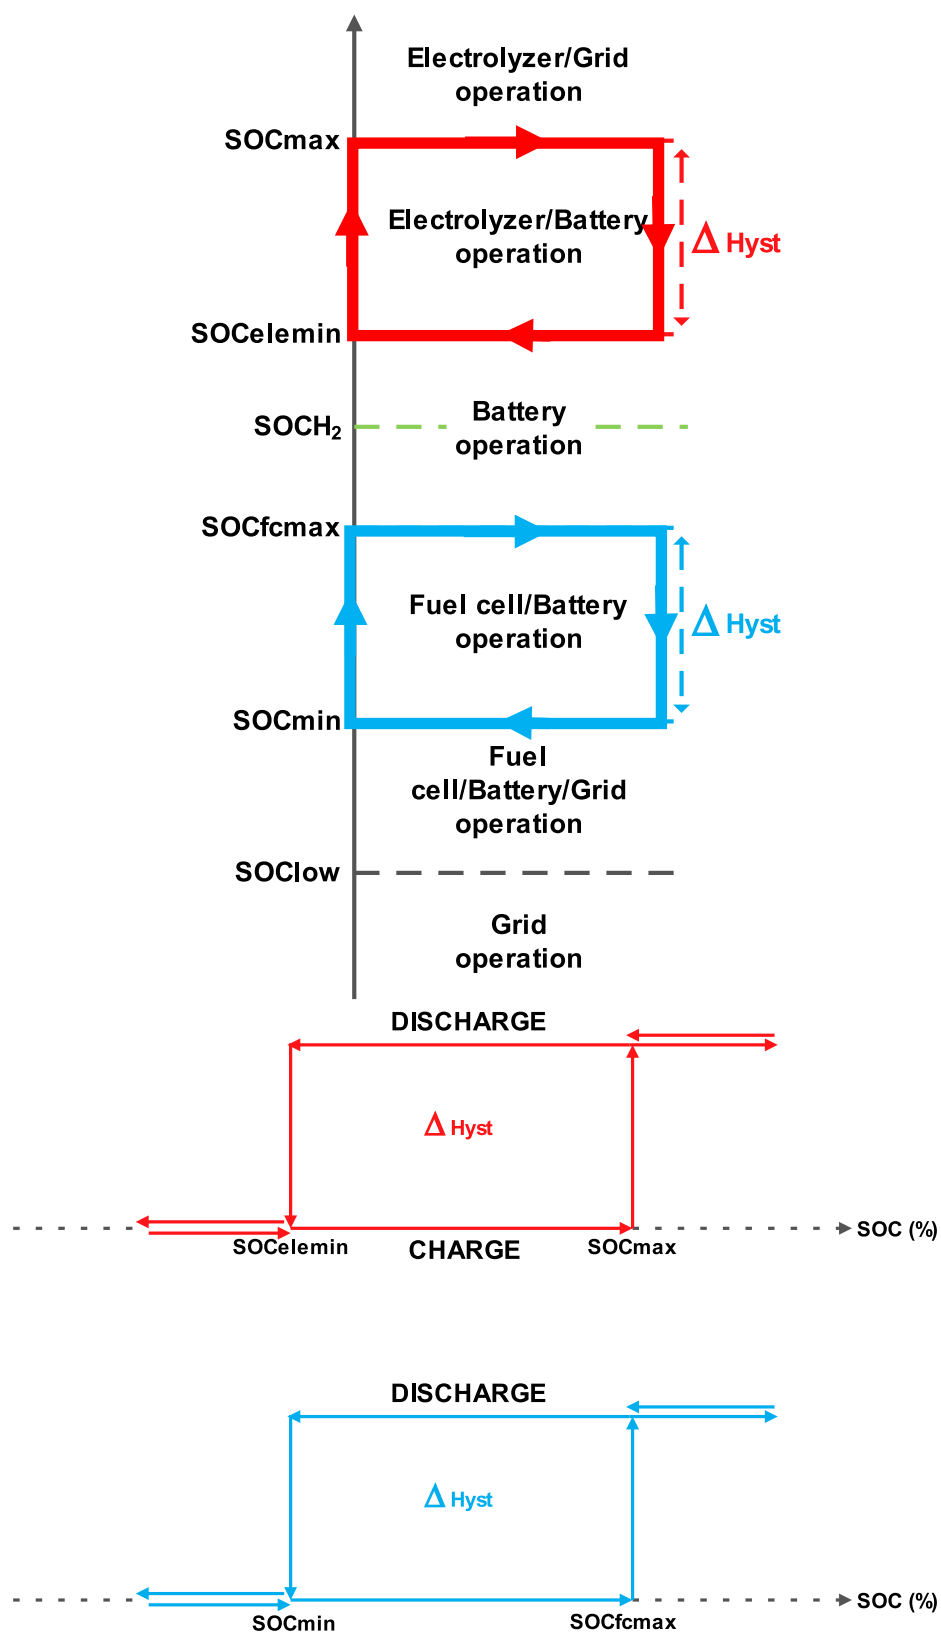 Electrolyzer/Grid
operation
SOCmax
Electrolyzer/Battery
operation
Δ Hyst
SOCelemin
SOCH₂
Battery
operation
SOCfcmax
Fuel cell/Battery
operation
Δ Hyst
SOCmin
Fuel
cell/Battery/Grid
operation
SOClow
Grid
operation
DISCHARGE
Δ Hyst
SOC (%)
SOCelemin
CHARGE
SOCmax
DISCHARGE
Δ Hyst
SOC (%)
SOCmin
SOCfcmax